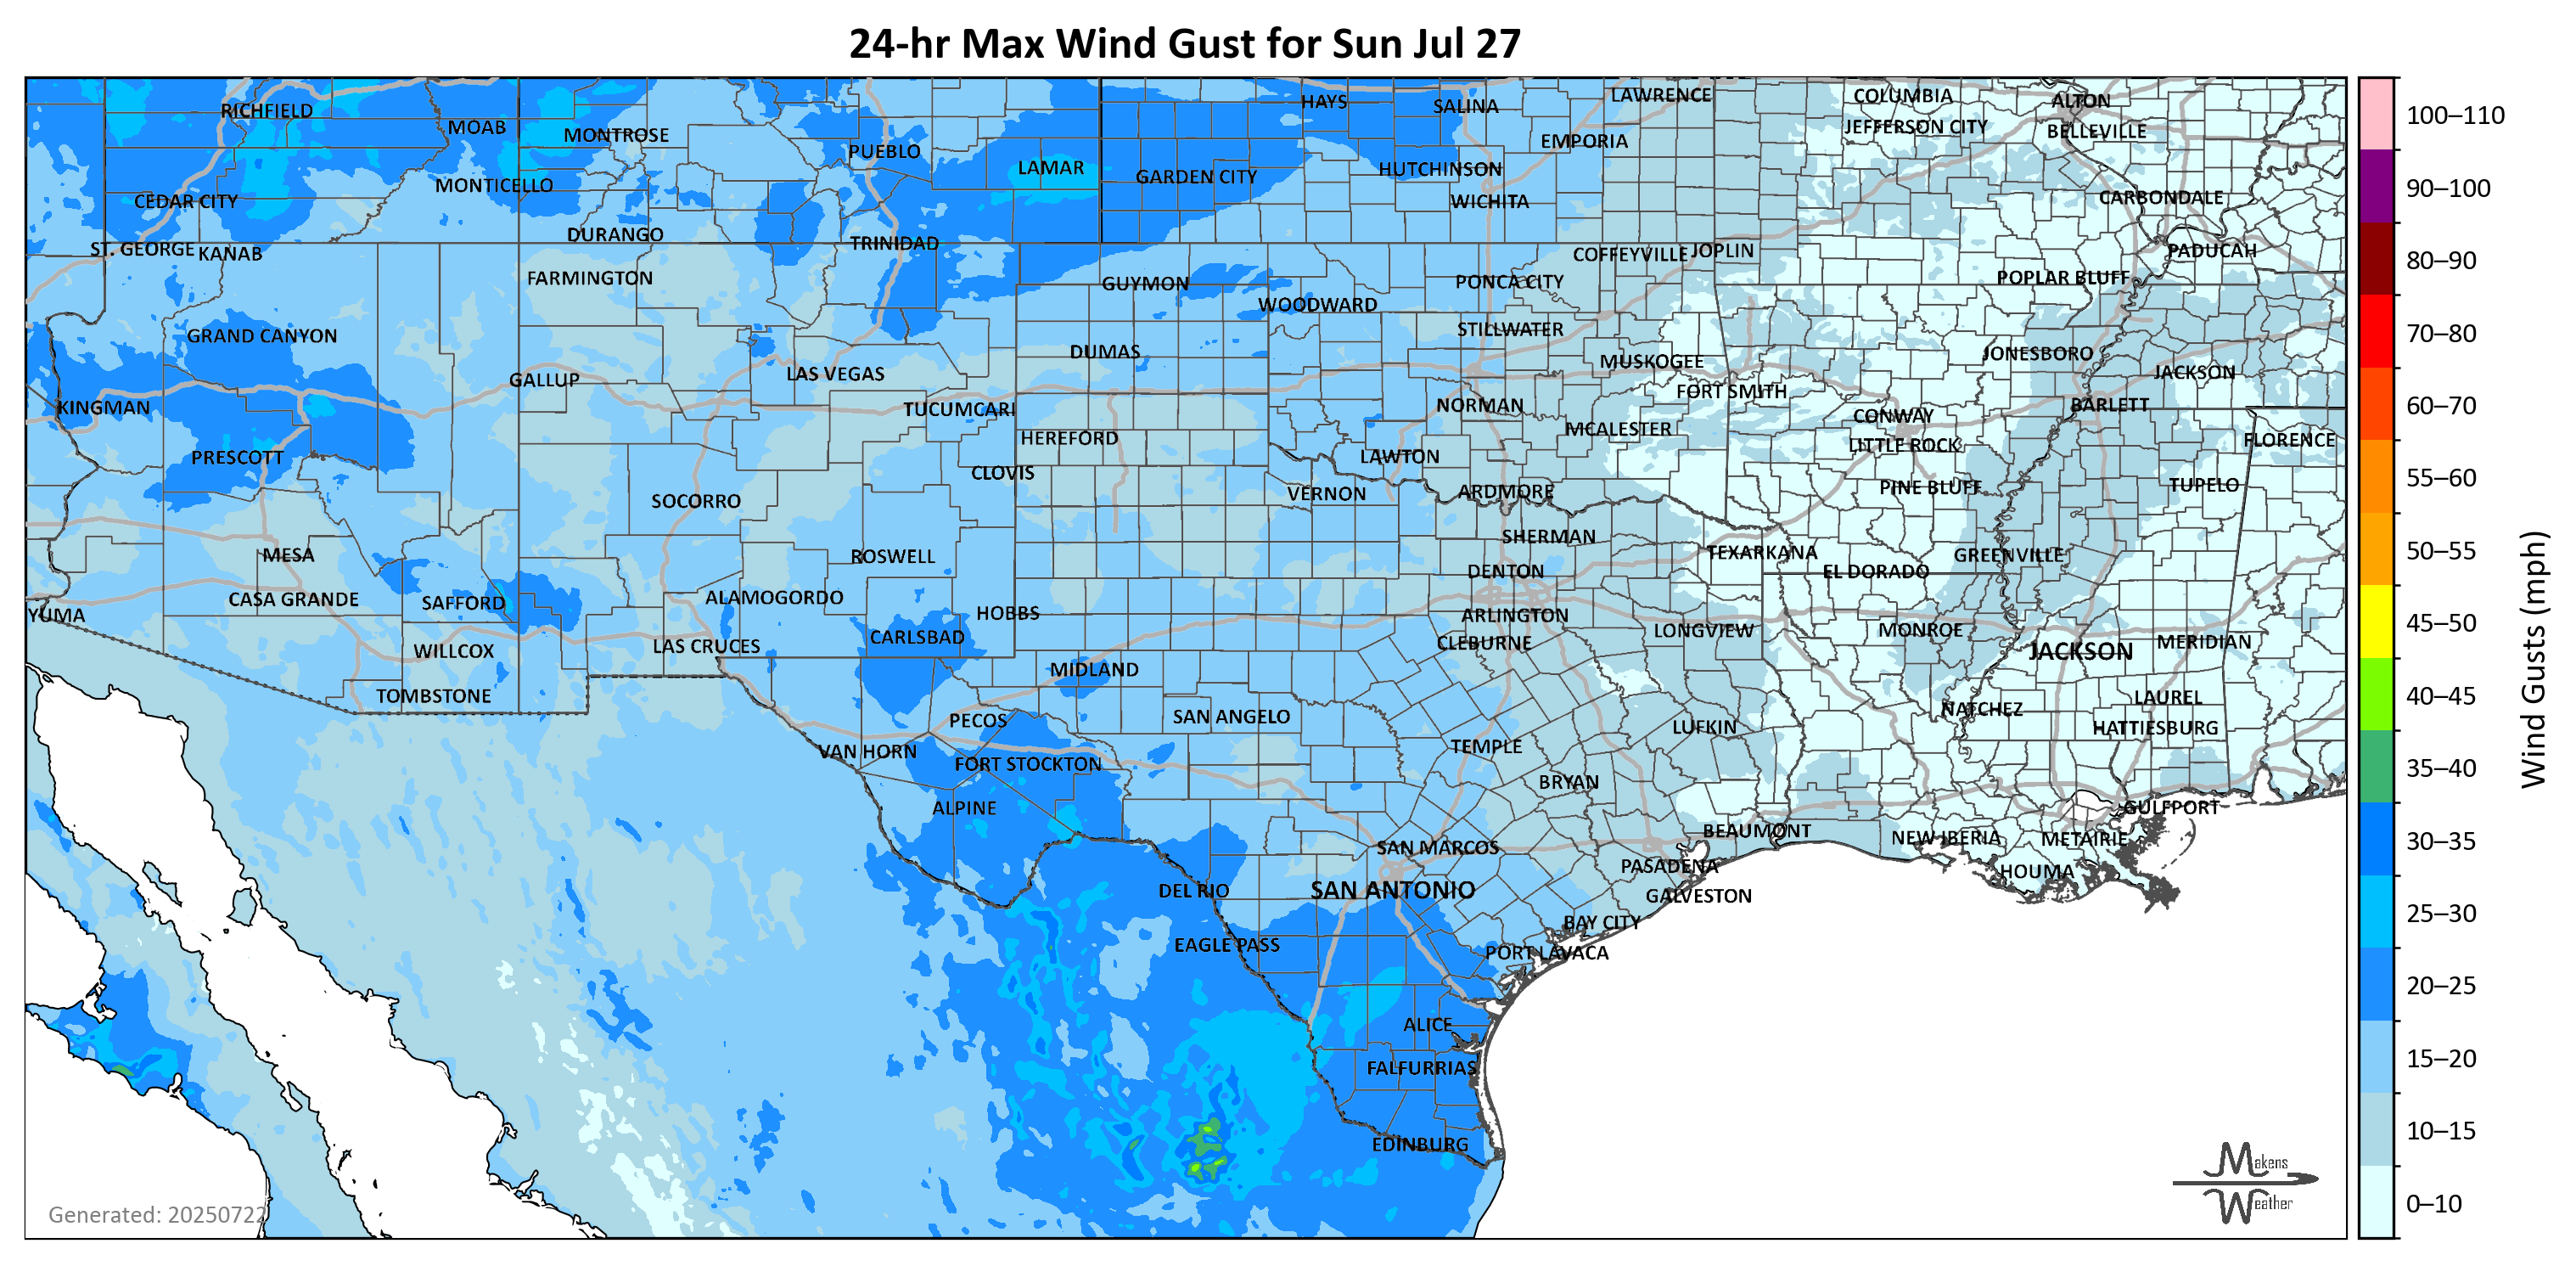 24-hr Max Wind Gust for Sun Jul 27
RICHFIELD
MOAB
MONTROSE
PUEBLO
LAMAR
HAYS
SALINA
LAWRENCE
COLUMBIA
ALTON
JEFFERSON CITY
BELLEVILLE
EMPORIA
HUTCHINSON
GARDEN CITY
MONTICELLO
CEDAR CITY
WICHITA
CARBONDALE
DURANGO
TRINIDAD
ST. GEORGE
KANAB
COFFEYVILLE
JOPLIN
PADUCAH
FARMINGTON
GUYMON
PONCA CITY
POPLAR BLUFF
WOODWARD
GRAND CANYON
STILLWATER
DUMAS
MUSKOGEE
JONESBORO
JACKSON
GALLUP
LAS VEGAS
FORT SMITH
KINGMAN
TUCUMCARI
NORMAN
CONWAY
BARLETT
HEREFORD
MCALESTER
LITTLE ROCK
FLORENCE
PRESCOTT
LAWTON
CLOVIS
SOCORRO
VERNON
ARDMORE
PINE BLUFF
TUPELO
MESA
ROSWELL
SHERMAN
TEXARKANA
GREENVILLE
DENTON
EL DORADO
CASA GRANDE
SAFFORD
ALAMOGORDO
HOBBS
ARLINGTON
YUMA
CARLSBAD
CLEBURNE
LONGVIEW
MONROE
MERIDIAN
WILLCOX
LAS CRUCES
JACKSON
MIDLAND
TOMBSTONE
LAUREL
PECOS
SAN ANGELO
NATCHEZ
LUFKIN
HATTIESBURG
VAN HORN
FORT STOCKTON
TEMPLE
BRYAN
ALPINE
GULFPORT
BEAUMONT
NEW IBERIA
METAIRIE
SAN MARCOS
PASADENA
HOUMA
DEL RIO
SAN ANTONIO
GALVESTON
BAY CITY
EAGLE PASS
PORT LAVACA
ALICE
FALFURRIAS
EDINBURG
Generated: 20250722
Makens
Weather
100–110
90–100
80–90
70–80
60–70
55–60
50–55
45–50
40–45
35–40
30–35
25–30
20–25
15–20
10–15
0–10
Wind Gusts (mph)